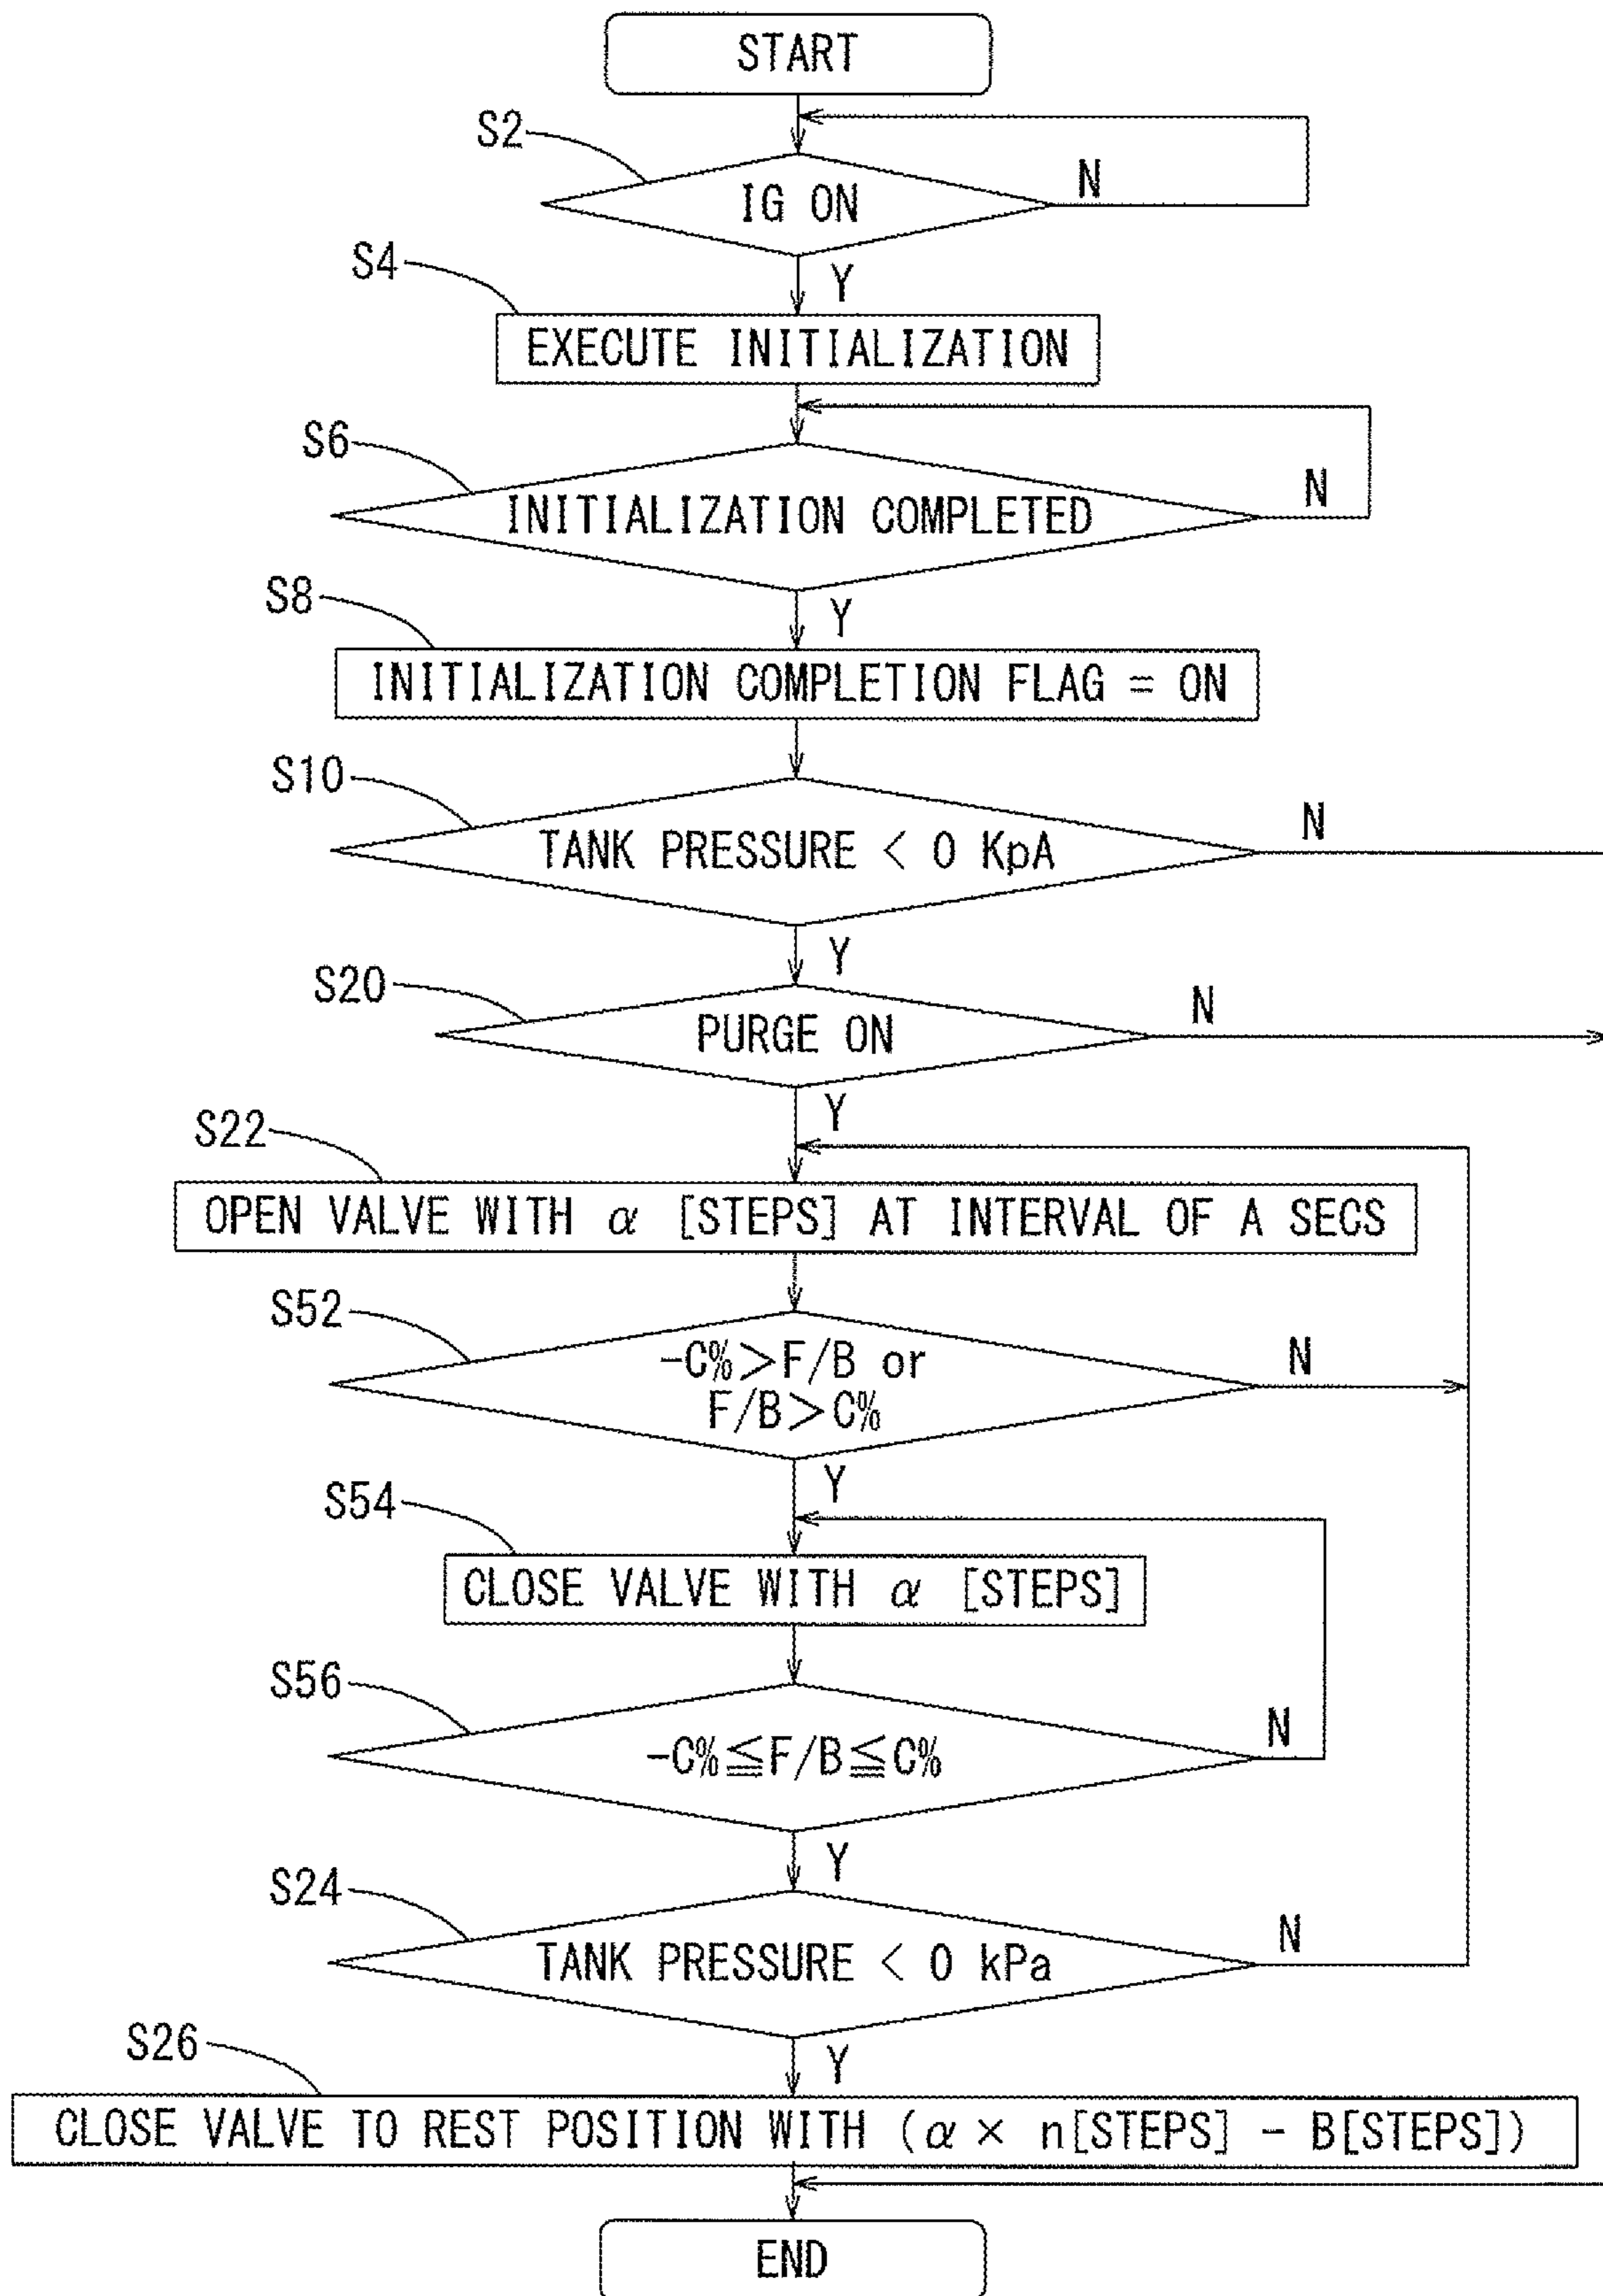 START
S2
IG ON
N
Y
S4
EXECUTE INITIALIZATION
S6
INITIALIZATION COMPLETED
N
Y
S8
INITIALIZATION COMPLETION FLAG = ON
S10
TANK PRESSURE < 0 KpA
N
Y
S20
PURGE ON
N
Y
S22
OPEN VALVE WITH α [STEPS] AT INTERVAL OF A SECS
S52
-C%>F/B or
F/B>C%
N
Y
S54
CLOSE VALVE WITH α [STEPS]
S56
-C%≦F/B≦C%
N
Y
S24
TANK PRESSURE < 0 kPa
N
Y
S26
CLOSE VALVE TO REST POSITION WITH (α × n[STEPS] - B[STEPS])
END